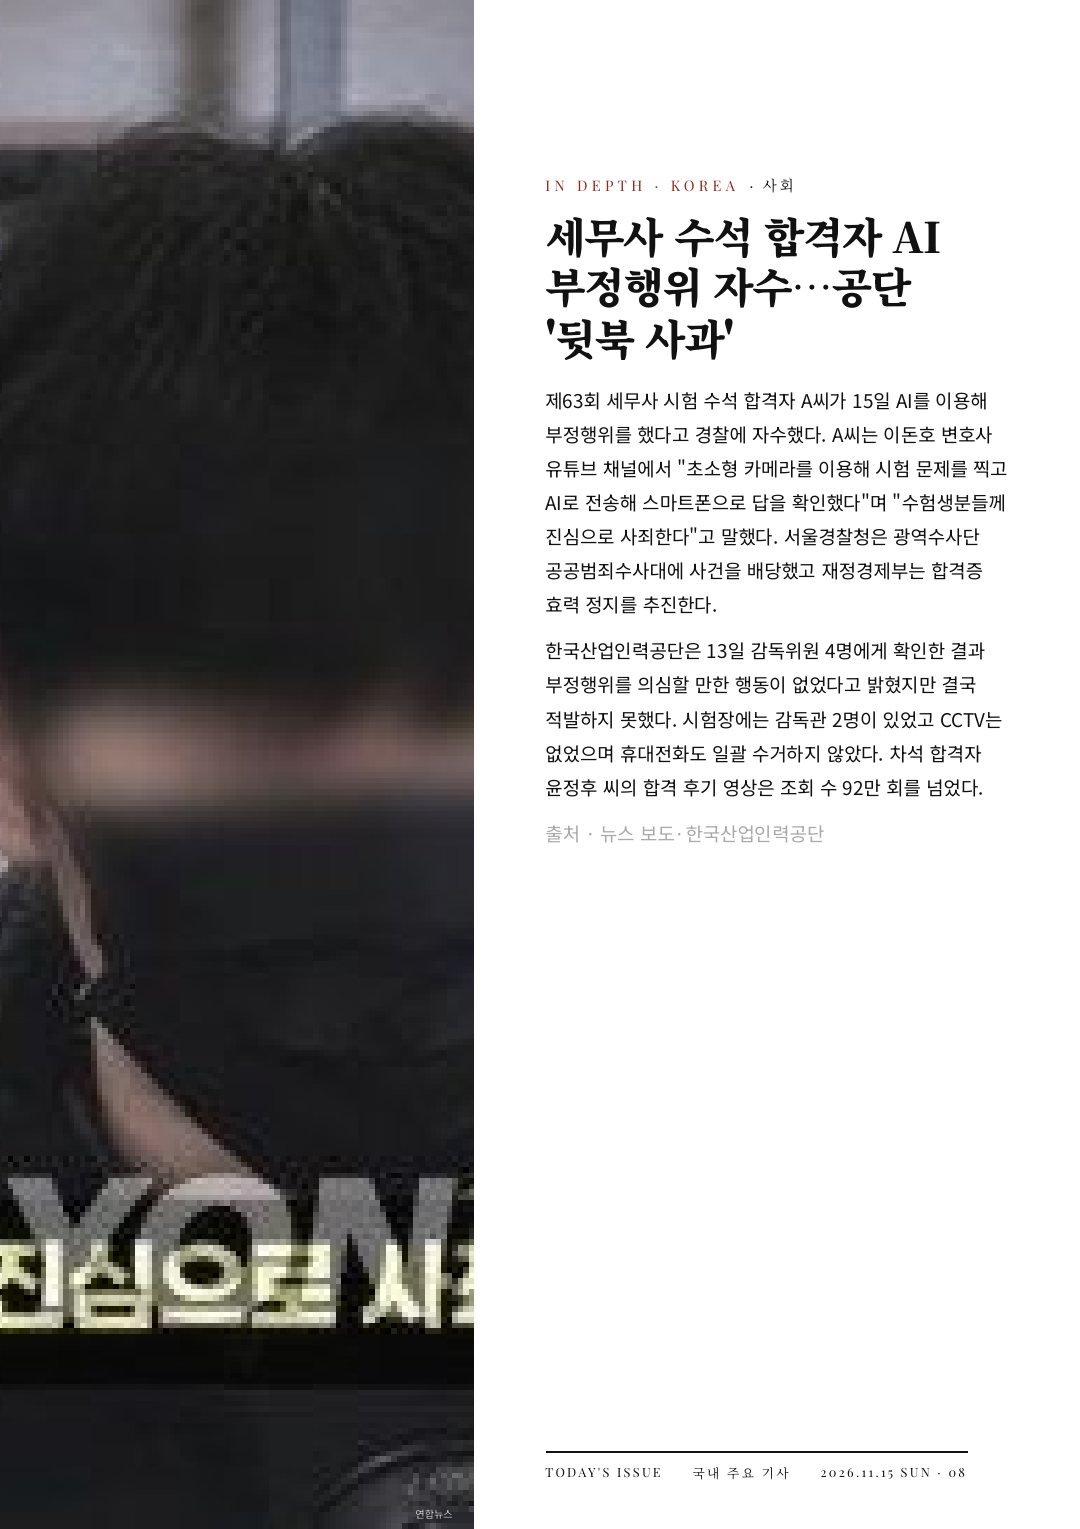 IN DEPTH · KOREA · 사회
세무사 수석 합격자 AI
부정행위 자수…공단
'뒷북 사과'
제63회 세무사 시험 수석 합격자 A씨가 15일 AI를 이용해
부정행위를 했다고 경찰에 자수했다. A씨는 이돈호 변호사
유튜브 채널에서 "초소형 카메라를 이용해 시험 문제를 찍고
AI로 전송해 스마트폰으로 답을 확인했다"며 "수험생분들께
진심으로 사죄한다"고 말했다. 서울경찰청은 광역수사단
공공범죄수사대에 사건을 배당했고 재정경제부는 합격증
효력 정지를 추진한다.
한국산업인력공단은 13일 감독위원 4명에게 확인한 결과
부정행위를 의심할 만한 행동이 없었다고 밝혔지만 결국
적발하지 못했다. 시험장에는 감독관 2명이 있었고 CCTV는
없었으며 휴대전화도 일괄 수거하지 않았다. 차석 합격자
윤정후 씨의 합격 후기 영상은 조회 수 92만 회를 넘었다.
출처 · 뉴스 보도·한국산업인력공단
YON
진심으로 사
연합뉴스
TODAY'S ISSUE 국내 주요 기사 2026.11.15 SUN · 08